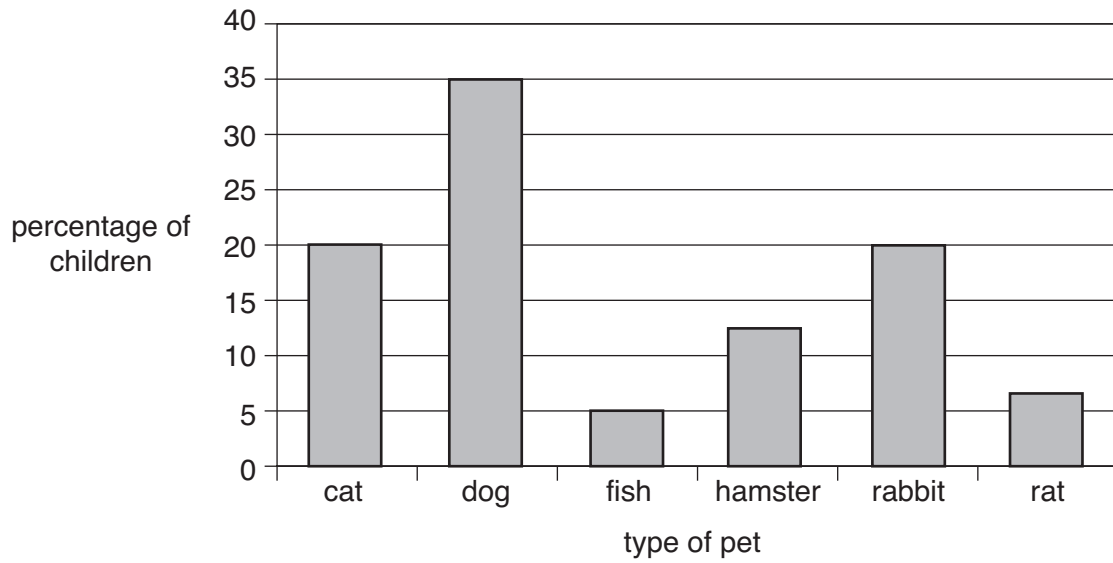 40
35
30
25
20
15
10
5
0
percentage of
children
cat dog fish hamster rabbit rat
type of pet